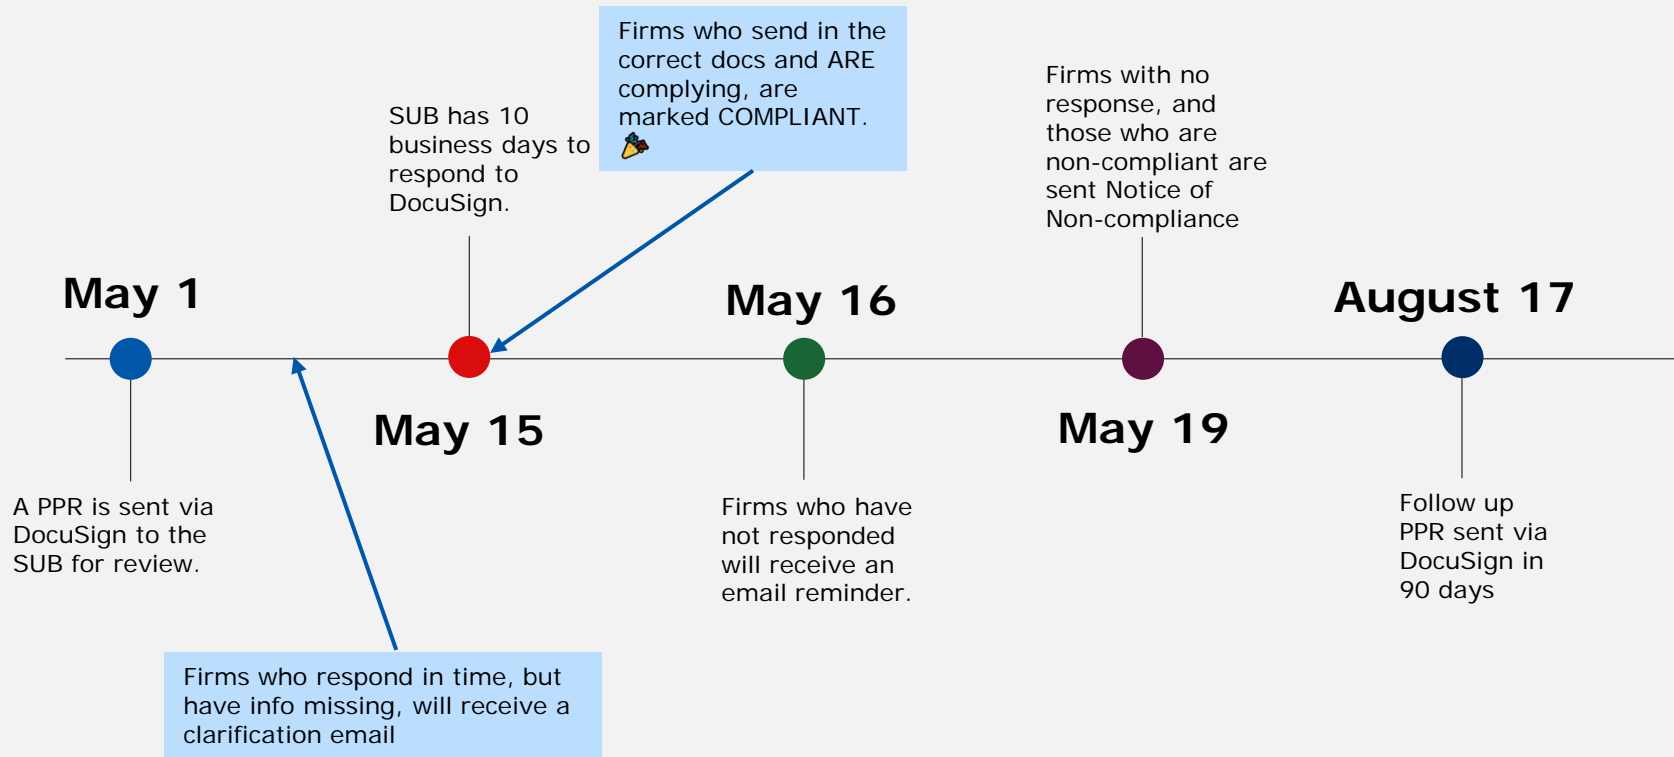 May 1
A PPR is sent via
DocuSign to the
SUB for review.
Firms who respond in time, but
have info missing, will receive a
clarification email
SUB has 10
business days to
respond to
DocuSign.
May 15
Firms who send in the
correct docs and ARE
complying, are
marked COMPLIANT.
May 16
Firms who have
not responded
will receive an
email reminder.
Firms with no
response, and
those who are
non-compliant are
sent Notice of
Non-compliance
May 19
August 17
Follow up
PPR sent via
DocuSign in
90 days